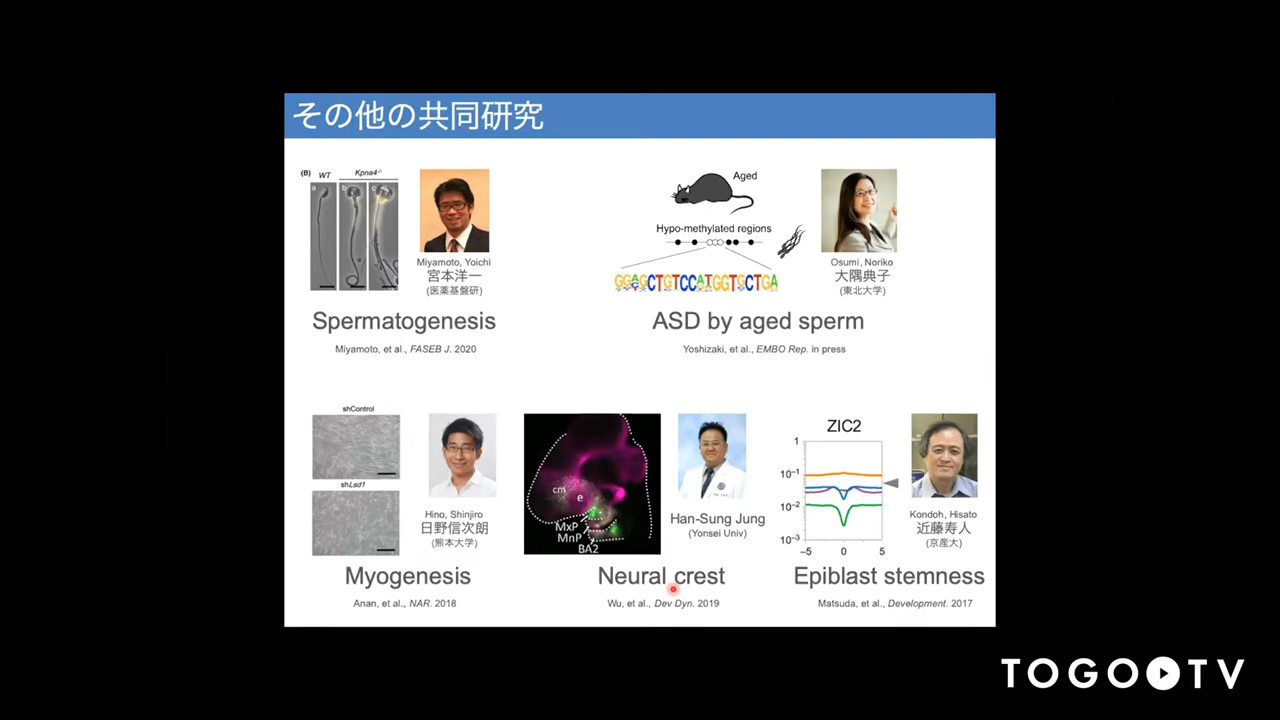 その他の共同研究
(B) WT Kpna4-/-
a b c
Miyamoto, Yoichi
宮本洋一
(医薬基盤研)
Spermatogenesis
Miyamoto, et al., FASEB J. 2020
Aged
Hypo-methylated regions
GGAGCTGTCCATGGTGCTGA
Osumi, Noriko
大隅典子
(東北大学)
ASD by aged sperm
Yoshizaki, et al., EMBO Rep. in press
shControl
shLsd1
Hino, Shinjiro
日野信次朗
(熊本大学)
Myogenesis
Anan, et al., NAR. 2018
cm
e
MxP
MnP
BA2
Han-Sung Jung
(Yonsei Univ)
Neural crest
Wu, et al., Dev Dyn. 2019
ZIC2
1
10-1
10-2
10-3
-5 0 5
Kondoh, Hisato
近藤寿人
(京産大)
Epiblast stemness
Matsuda, et al., Development. 2017
TOGO TV